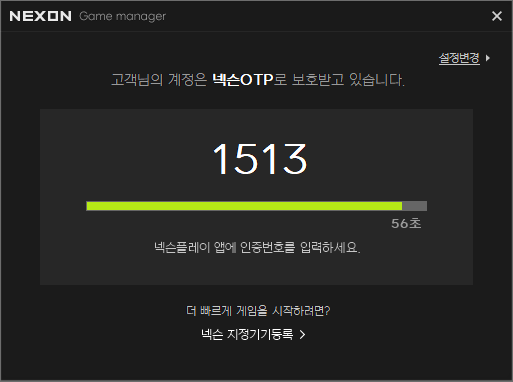 NEXON Game manager
설정변경
고객님의 계정은 넥슨OTP로 보호받고 있습니다.
1513
56초
넥슨플레이 앱에 인증번호를 입력하세요.
더 빠르게 게임을 시작하려면?
넥슨 지정기기등록 >